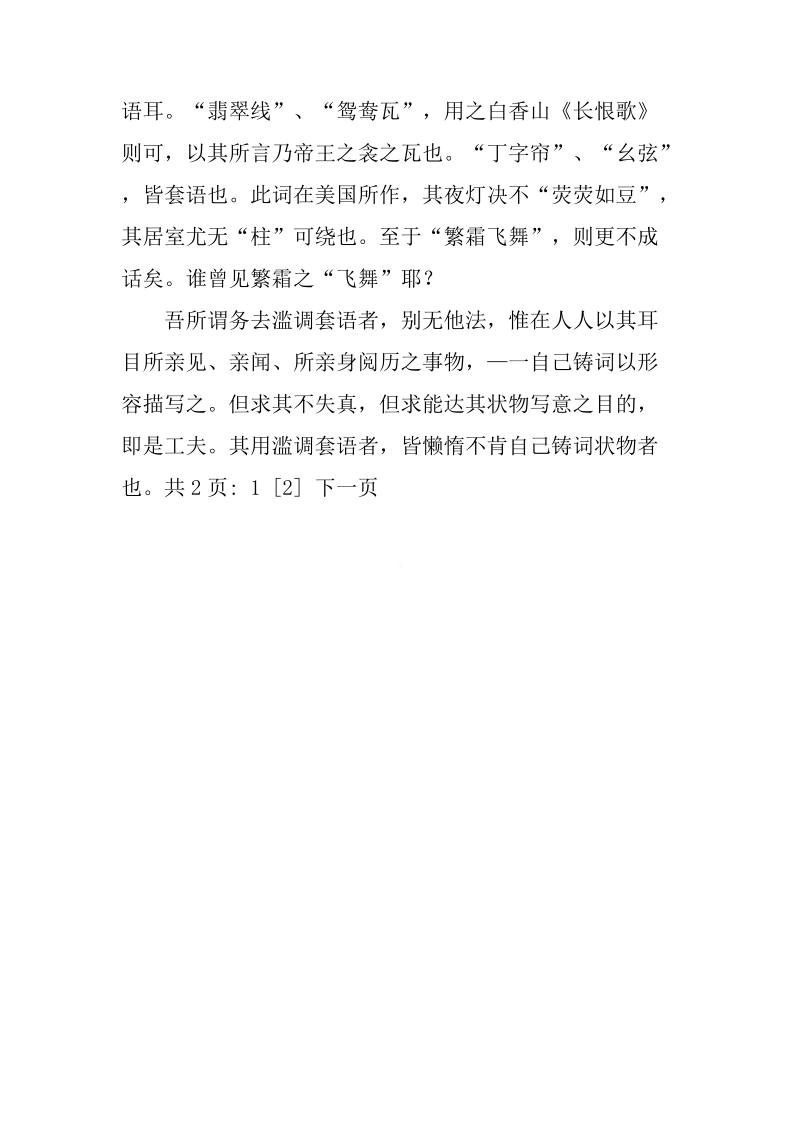 语耳。“翡翠线”、“鸳鸯瓦”，用之白香山《长恨歌》
则可，以其所言乃帝王之衾之瓦也。“丁字帘”、“幺弦”
，皆套语也。此词在美国所作，其夜灯决不“荧荧如豆”，
其居室尤无“柱”可绕也。至于“繁霜飞舞”，则更不成
话矣。谁曾见繁霜之“飞舞”耶？
吾所谓务去滥调套语者，别无他法，惟在人人以其耳
目所亲见、亲闻、所亲身阅历之事物，—一自己铸词以形
容描写之。但求其不失真，但求能达其状物写意之目的，
即是工夫。其用滥调套语者，皆懒惰不肯自己铸词状物者
也。共 2 页: 1 [2] 下一页